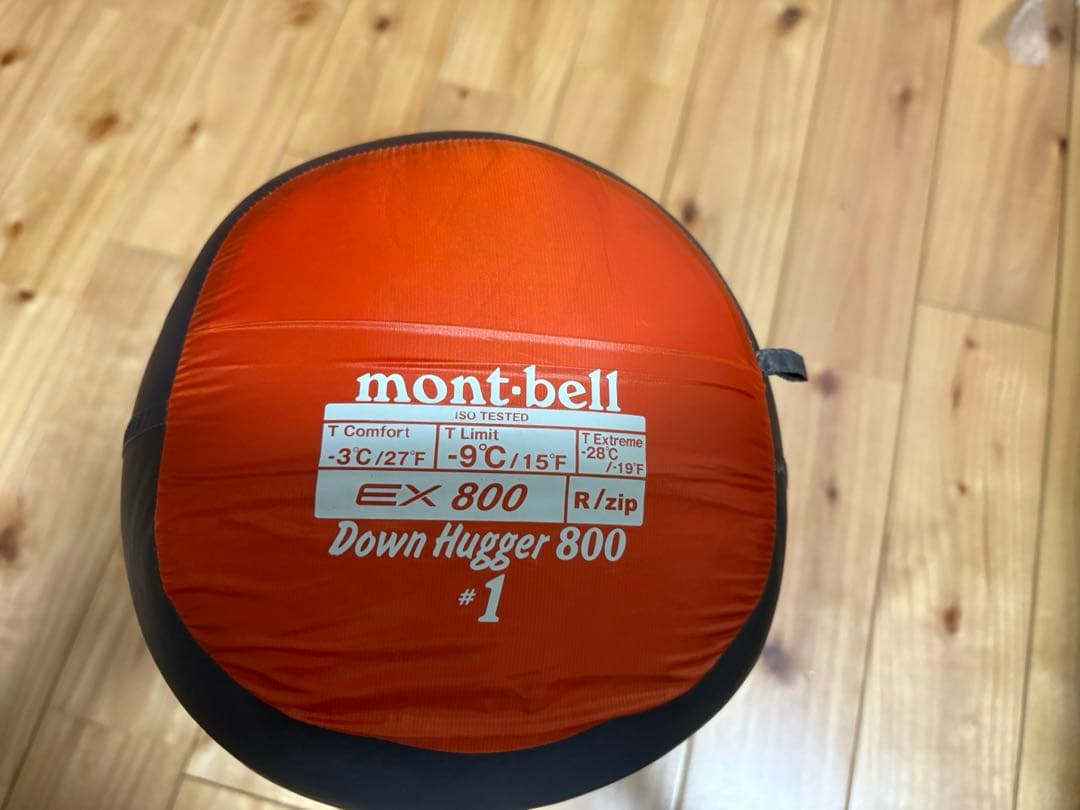 mont-bell
ISO TESTED
T Comfort
-3℃/27℉
T Limit
-9℃/15℉
T Extreme
-28℃
/-19℉
EX 800
R/zip
Down Hugger 800
#1